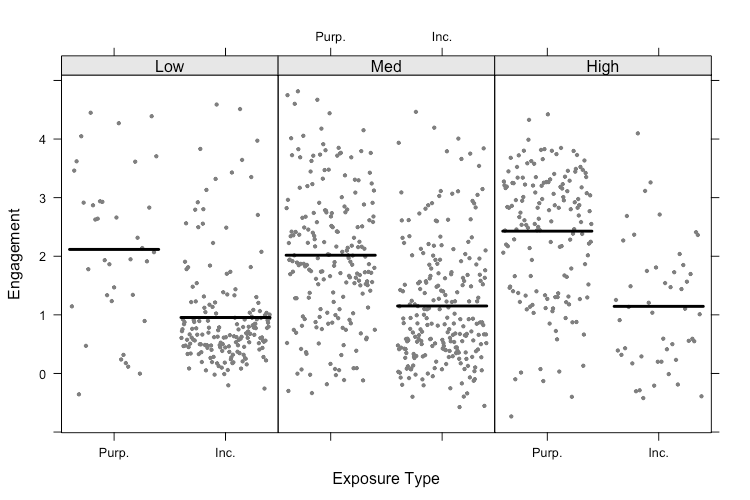 Purp. Inc.
Low Med High
4
3
2
1
0
Engagement
Purp. Inc. Purp. Inc.
Exposure Type